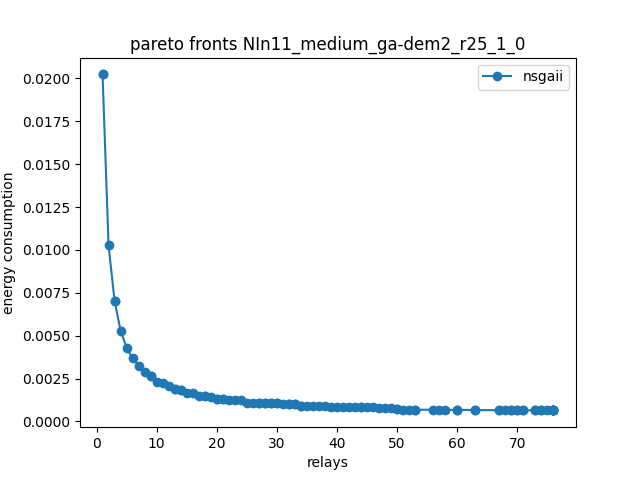 pareto fronts NIn11_medium_ga-dem2_r25_1_0
nsgaii
energy consumption
0.0200
0.0175
0.0150
0.0125
0.0100
0.0075
0.0050
0.0025
0.0000
0 10 20 30 40 50 60 70
relays